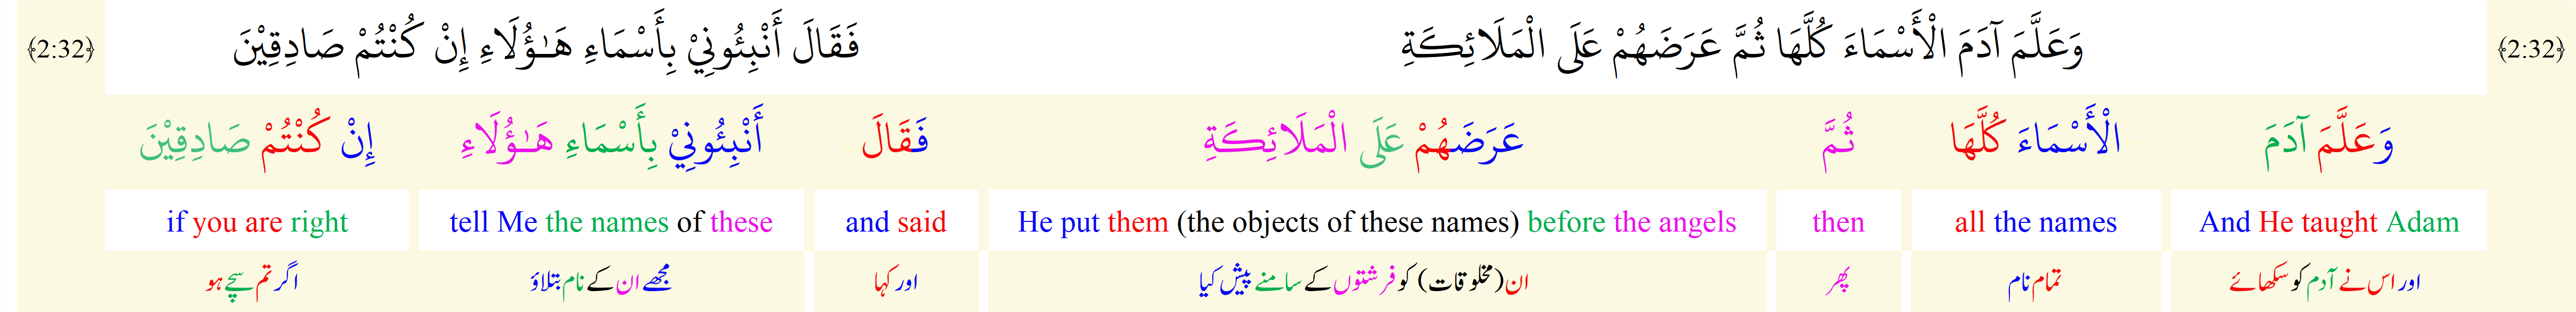 ﴿2:32﴾ وَعَلَّمَ آدَمَ الْأَسْمَاءَ كُلَّهَا ثُمَّ عَرَضَهُمْ عَلَى الْمَلَائِكَةِ فَقَالَ أَنْبِئُونِيْ بِأَسْمَاءِ هَـٰـؤُلَاءِ إِنْ كُنْتُمْ صَادِقِيْنَ ﴿2:32﴾
وَعَلَّمَ آدَمَ الْأَسْمَاءَ كُلَّهَا ثُمَّ عَرَضَهُمْ عَلَى الْمَلَائِكَةِ فَقَالَ أَنْبِئُونِيْ بِأَسْمَاءِ هَـٰـؤُلَاءِ إِنْ كُنْتُمْ صَادِقِيْنَ
And He taught Adam all the names then He put them (the objects of these names) before the angels and said tell Me the names of these if you are right
اور اس نے آدم کو سکھائے تمام نام پھر ان (مخلوقات) کو فرشتوں کے سامنے پیش کیا اور کہا مجھے ان کے نام بتلاؤ اگر تم سچے ہو